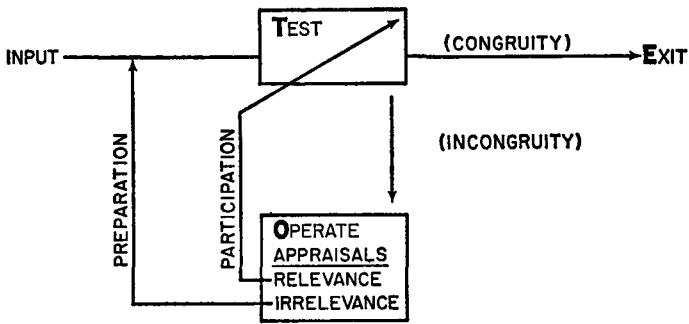 TEST
(CONGRUITY)
INPUT
EXIT
(INCONGRUITY)
PREPARATION
PARTICIPATION
OPERATE
APPRAISALS
RELEVANCE
IRRELEVANCE